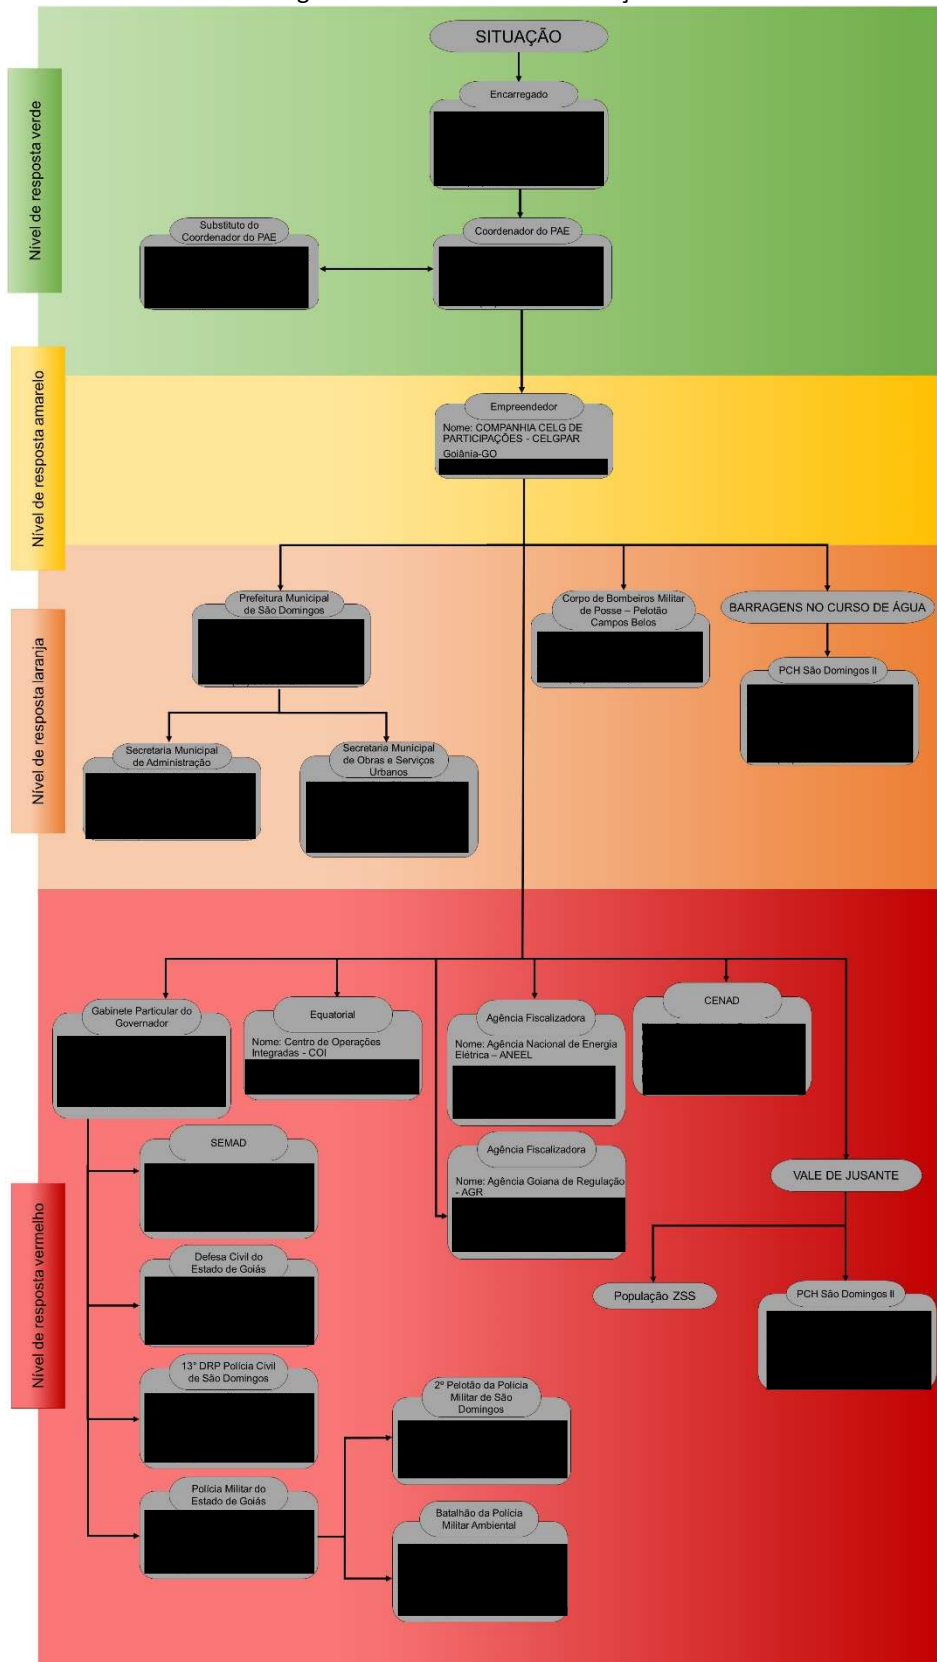 SITUAÇÃO
Nível de resposta verde
Encarregado
Substituto do
Coordenador do PAE
Coordenador do PAE
Nível de resposta amarelo
Empreendedor
Nome: COMPANHIA CELG DE
PARTICIPAÇÕES - CELGPAR
Goiânia-GO
Nível de resposta laranja
Prefeitura Municipal
de São Domingos
Corpo de Bombeiros Militar
de Posse – Pelotão
Campos Belos
BARRAGENS NO CURSO DE ÁGUA
PCH São Domingos II
Secretaria Municipal
de Administração
Secretaria Municipal
de Obras e Serviços
Urbanos
Nível de resposta vermelho
Gabinete Particular do
Governador
Equatorial
Nome: Centro de Operações
Integradas - COI
Agência Fiscalizadora
Nome: Agência Nacional de Energia
Elétrica – ANEEL
CENAD
SEMAD
Agência Fiscalizadora
Nome: Agência Goiana de Regulação
- AGR
VALE DE JUSANTE
Defesa Civil do
Estado de Goiás
População ZSS
PCH São Domingos II
13° DRP Polícia Civil
de São Domingos
2º Pelotão da Polícia
Militar de São
Domingos
Polícia Militar do
Estado de Goiás
Batalhão da Polícia
Militar Ambiental